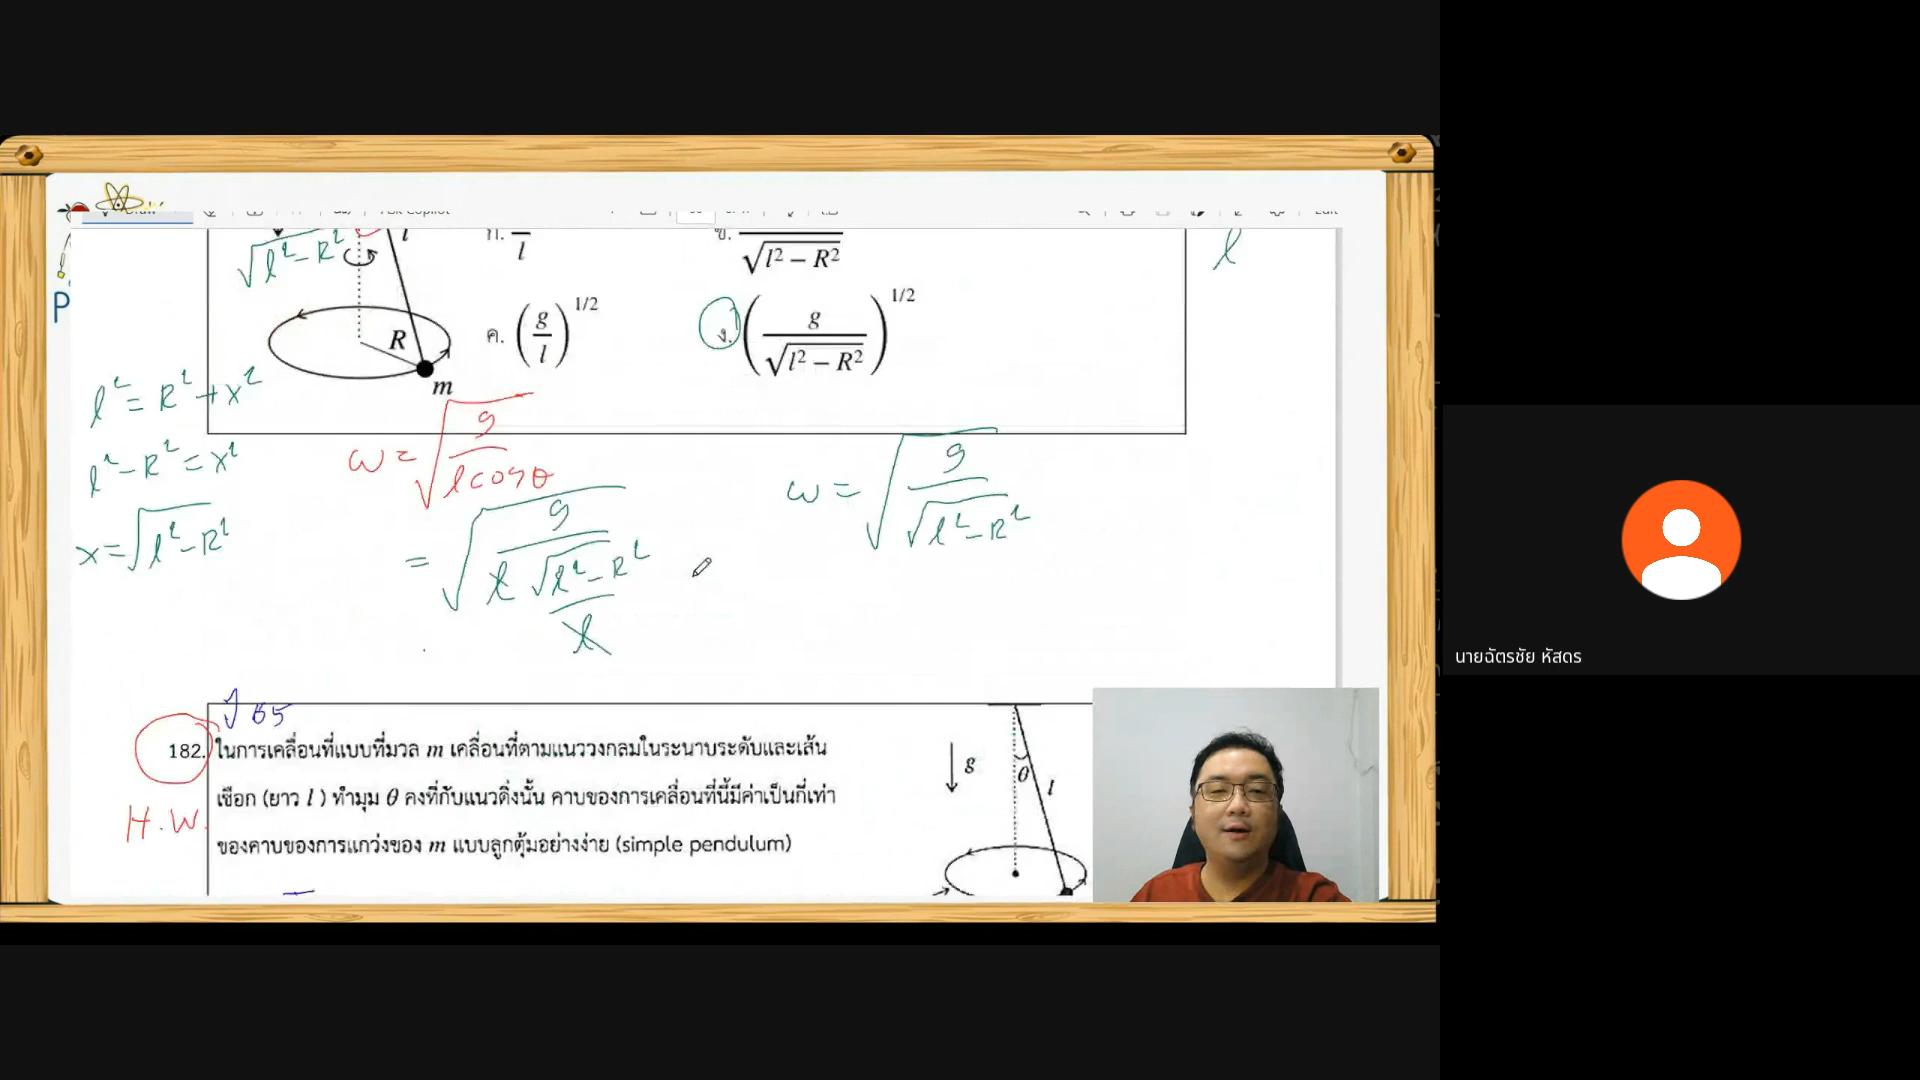 l
√l²-R²
l
ก. l
ข. √l² − R²
R
m
ค. (g/l)^1/2
ง. (g/√l² − R²)^1/2
P
l² = R² + x²
l² - R² = x²
x = √l²-R²
ω = √g/lcosθ
= √g/l √l²-R²/l
ω = √g/√l²-R²
ปี 65
182. ในการเคลื่อนที่แบบที่มวล m เคลื่อนที่ตามแนววงกลมในระนาบระดับและเส้น
เชือก (ยาว l ) ทำมุม θ คงที่กับแนวดิ่งนั้น คาบของการเคลื่อนที่นี้มีค่าเป็นกี่เท่า
ของคาบของการแกว่งของ m แบบลูกตุ้มอย่างง่าย (simple pendulum)
H.W.
g
θ
l
นายฉัตรชัย หัสดร